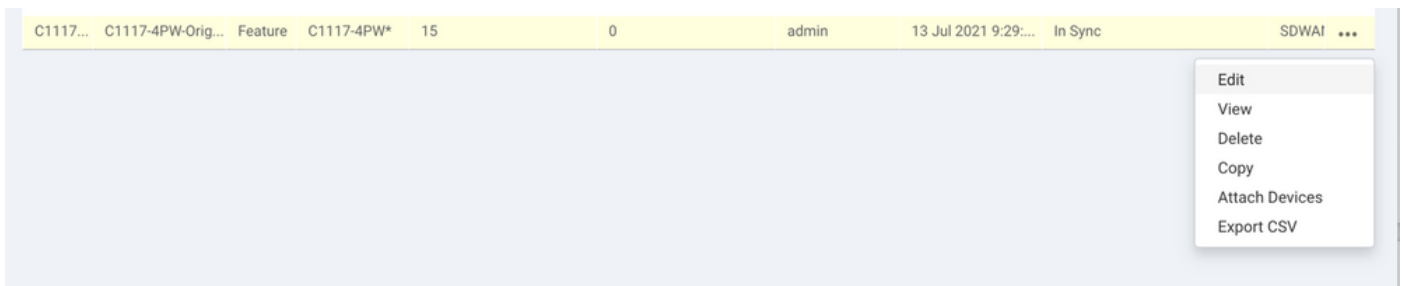 C1117... C1117-4PW-Orig... Feature C1117-4PW* 15 0 admin 13 Jul 2021 9:29:... In Sync SDWAI ...
Edit
View
Delete
Copy
Attach Devices
Export CSV